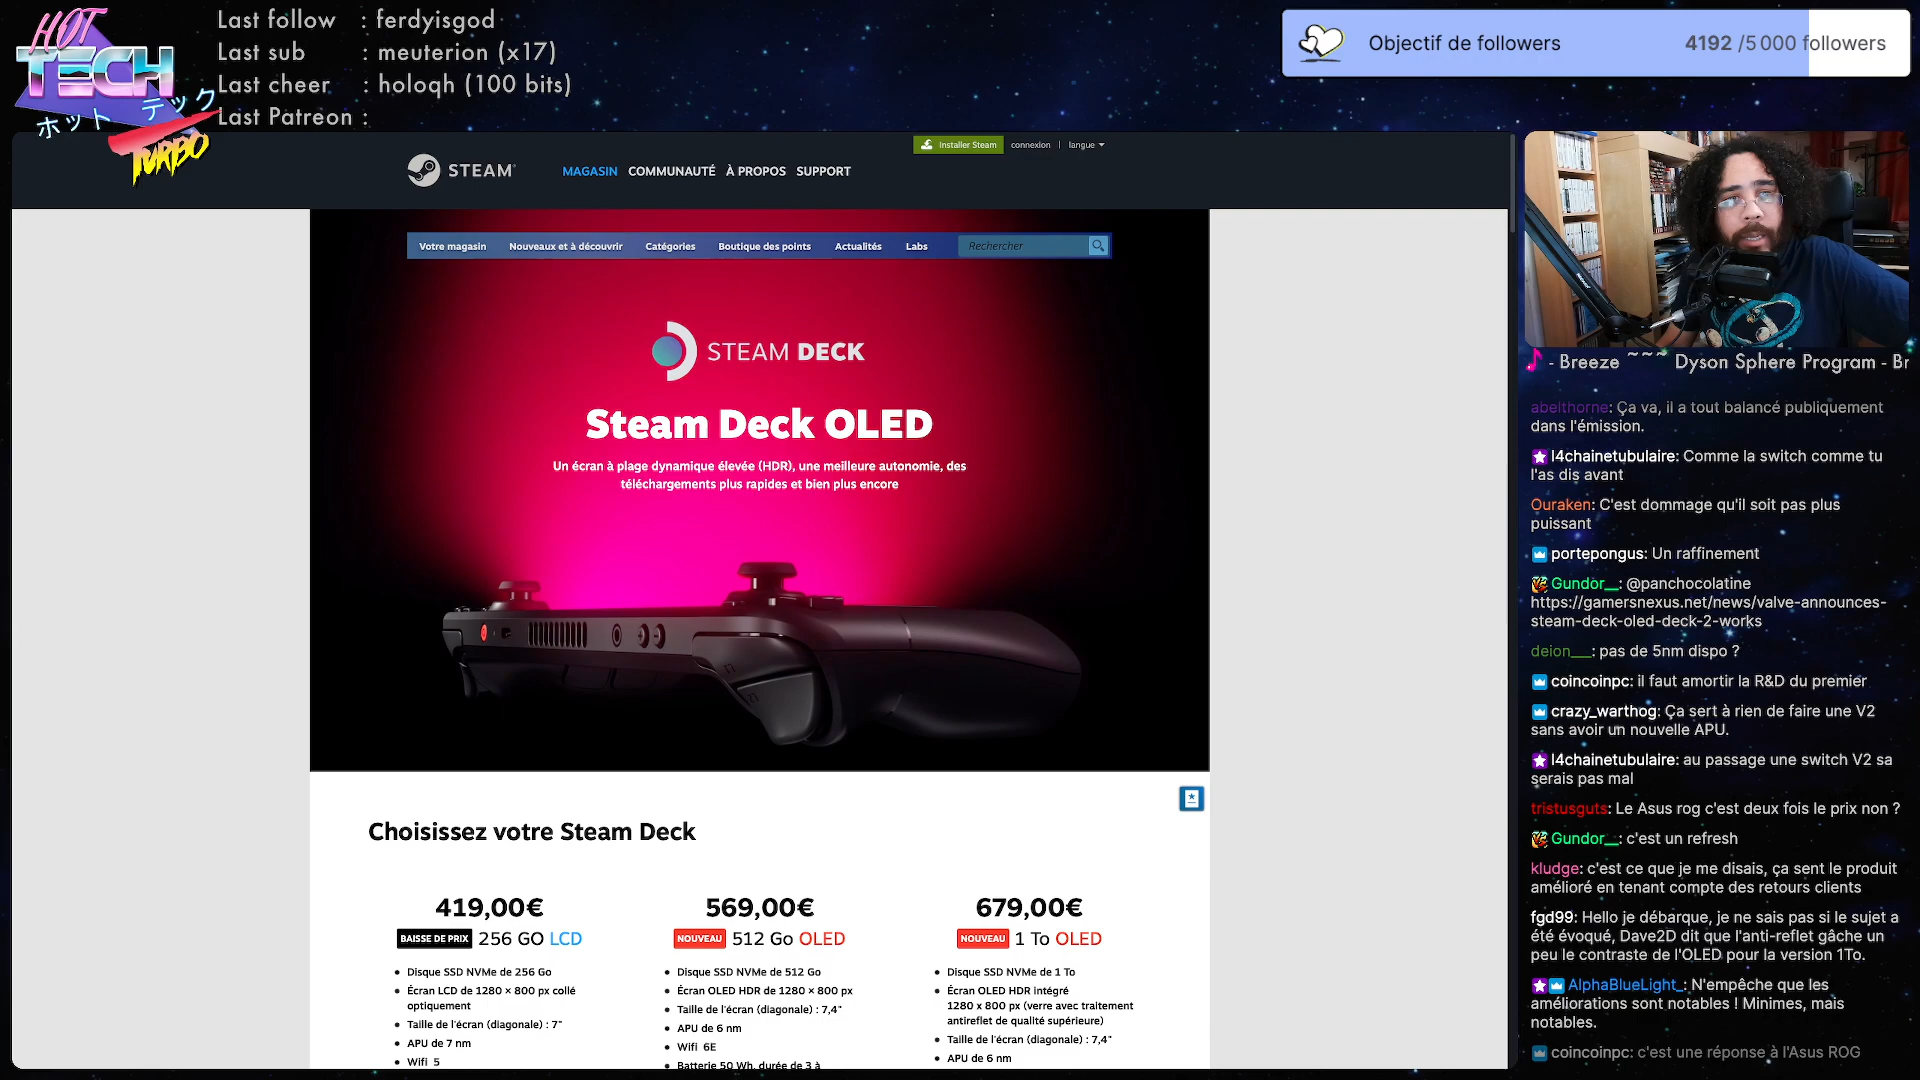 HOT
TECH
ホット テック
TURBO
Last follow : ferdyisgod
Last sub : meuterion (x17)
Last cheer : holoqh (100 bits)
Last Patreon :
Objectif de followers 4192 /5 000 followers
Installer Steam connexion | langue
STEAM MAGASIN COMMUNAUTÉ À PROPOS SUPPORT
Votre magasin Nouveaux et à découvrir Catégories Boutique des points Actualités Labs Rechercher
STEAM DECK
Steam Deck OLED
Un écran à plage dynamique élevée (HDR), une meilleure autonomie, des
téléchargements plus rapides et bien plus encore
Choisissez votre Steam Deck
419,00€
BAISSE DE PRIX 256 GO LCD
• Disque SSD NVMe de 256 Go
• Écran LCD de 1280 × 800 px collé
optiquement
• Taille de l'écran (diagonale) : 7"
• APU de 7 nm
• Wifi 5
569,00€
NOUVEAU 512 Go OLED
• Disque SSD NVMe de 512 Go
• Écran OLED HDR de 1280 × 800 px
• Taille de l'écran (diagonale) : 7,4"
• APU de 6 nm
• Wifi 6E
• Batterie 50 Wh, durée de 3 à
679,00€
NOUVEAU 1 To OLED
• Disque SSD NVMe de 1 To
• Écran OLED HDR intégré
1280 x 800 px (verre avec traitement
antireflet de qualité supérieure)
• Taille de l'écran (diagonale) : 7,4"
• APU de 6 nm
- Breeze ~~~ Dyson Sphere Program - Br
abelthorne: Ça va, il a tout balancé publiquement
dans l'émission.
l4chainetubulaire: Comme la switch comme tu
l'as dis avant
Ouraken: C'est dommage qu'il soit pas plus
puissant
portepongus: Un raffinement
Gundor__: @panchocolatine
https://gamersnexus.net/news/valve-announces-
steam-deck-oled-deck-2-works
deion___: pas de 5nm dispo ?
coincoinpc: il faut amortir la R&D du premier
crazy_warthog: Ça sert à rien de faire une V2
sans avoir un nouvelle APU.
l4chainetubulaire: au passage une switch V2 sa
serais pas mal
tristusguts: Le Asus rog c'est deux fois le prix non ?
Gundor__: c'est un refresh
kludge: c'est ce que je me disais, ça sent le produit
amélioré en tenant compte des retours clients
fgd99: Hello je débarque, je ne sais pas si le sujet a
été évoqué, Dave2D dit que l'anti-reflet gâche un
peu le contraste de l'OLED pour la version 1To.
AlphaBlueLight_: N'empêche que les
améliorations sont notables ! Minimes, mais
notables.
coincoinpc: c'est une réponse à l'Asus ROG